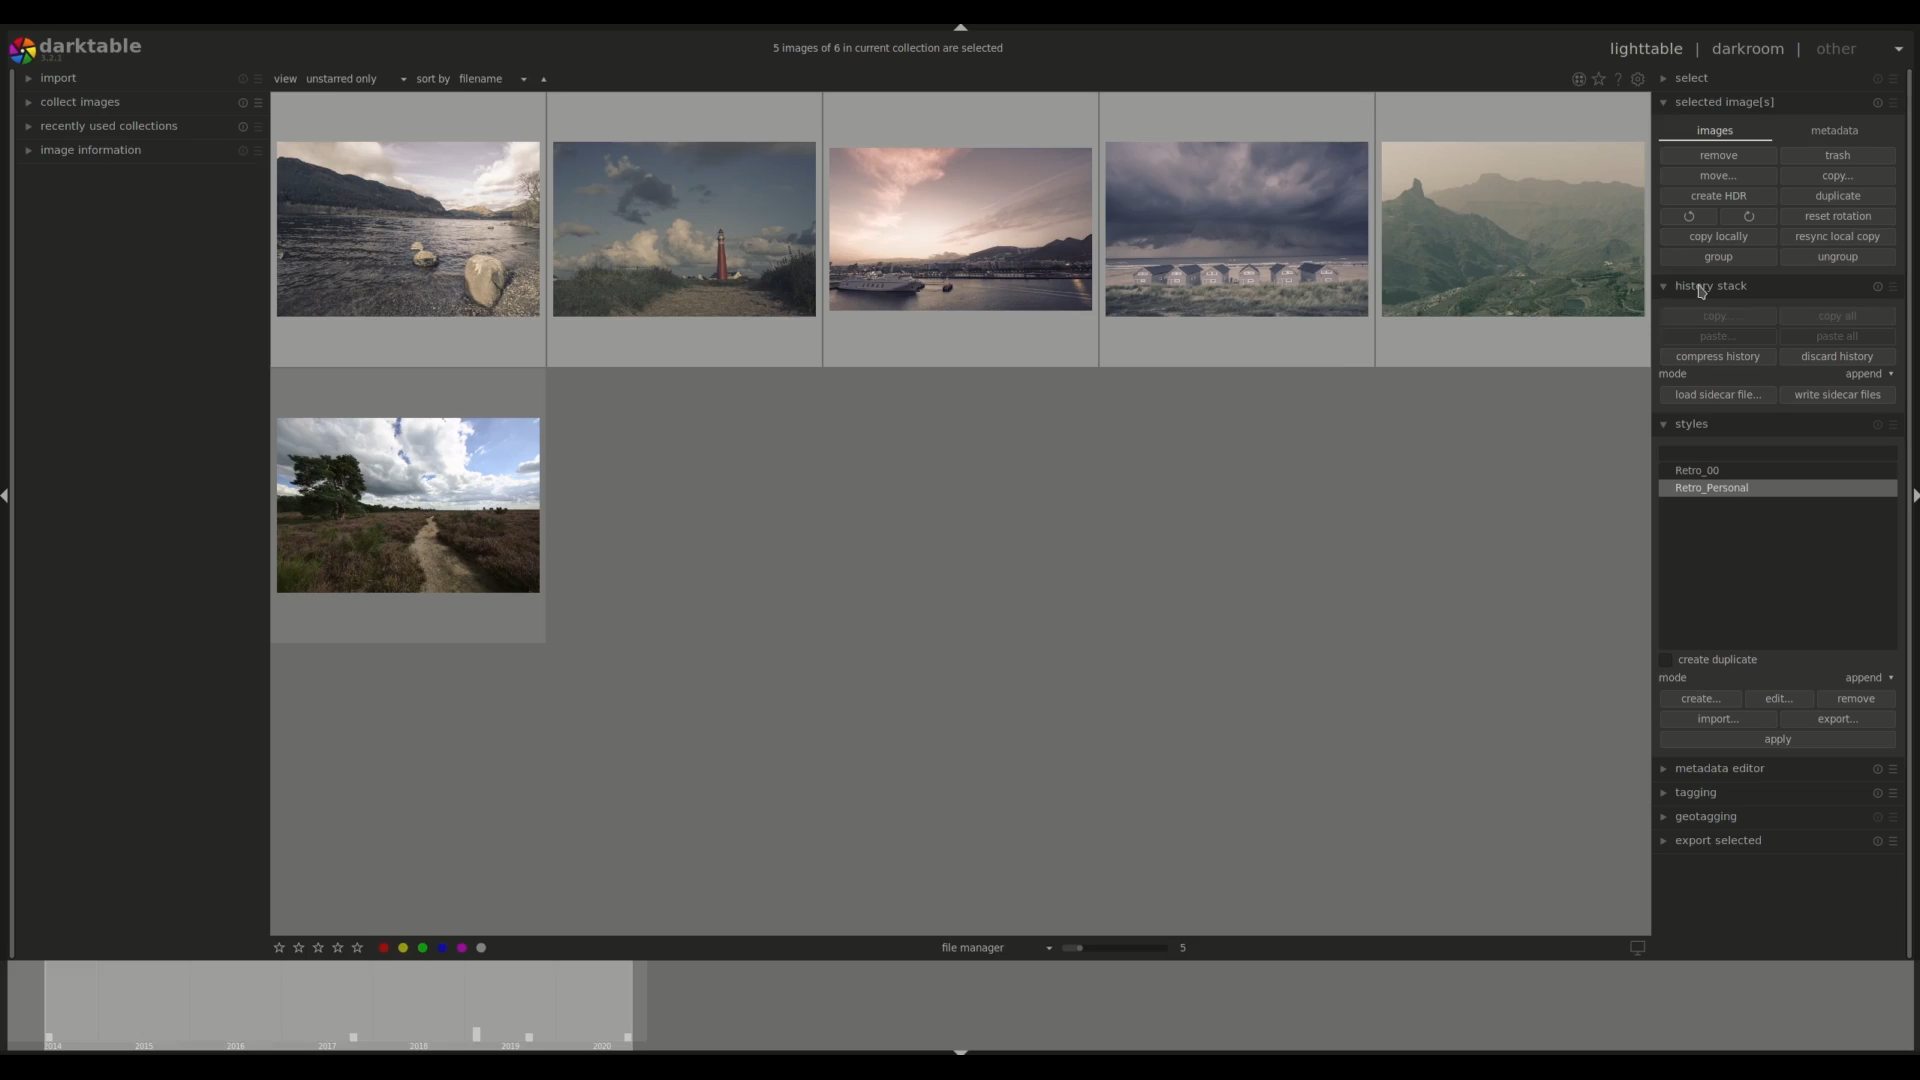 darktable
3.2.1
5 images of 6 in current collection are selected
lighttable | darkroom | other
import
collect images
recently used collections
image information
view unstarred only sort by filename
?
select
selected image[s]
images metadata
remove trash
move... copy...
create HDR duplicate
reset rotation
copy locally resync local copy
group ungroup
history stack
copy... copy all
paste... paste all
compress history discard history
mode append
load sidecar file... write sidecar files
styles
Retro_00
Retro_Personal
create duplicate
mode append
create... edit... remove
import... export...
apply
metadata editor
tagging
geotagging
export selected
file manager 5
2014 2015 2016 2017 2018 2019 2020